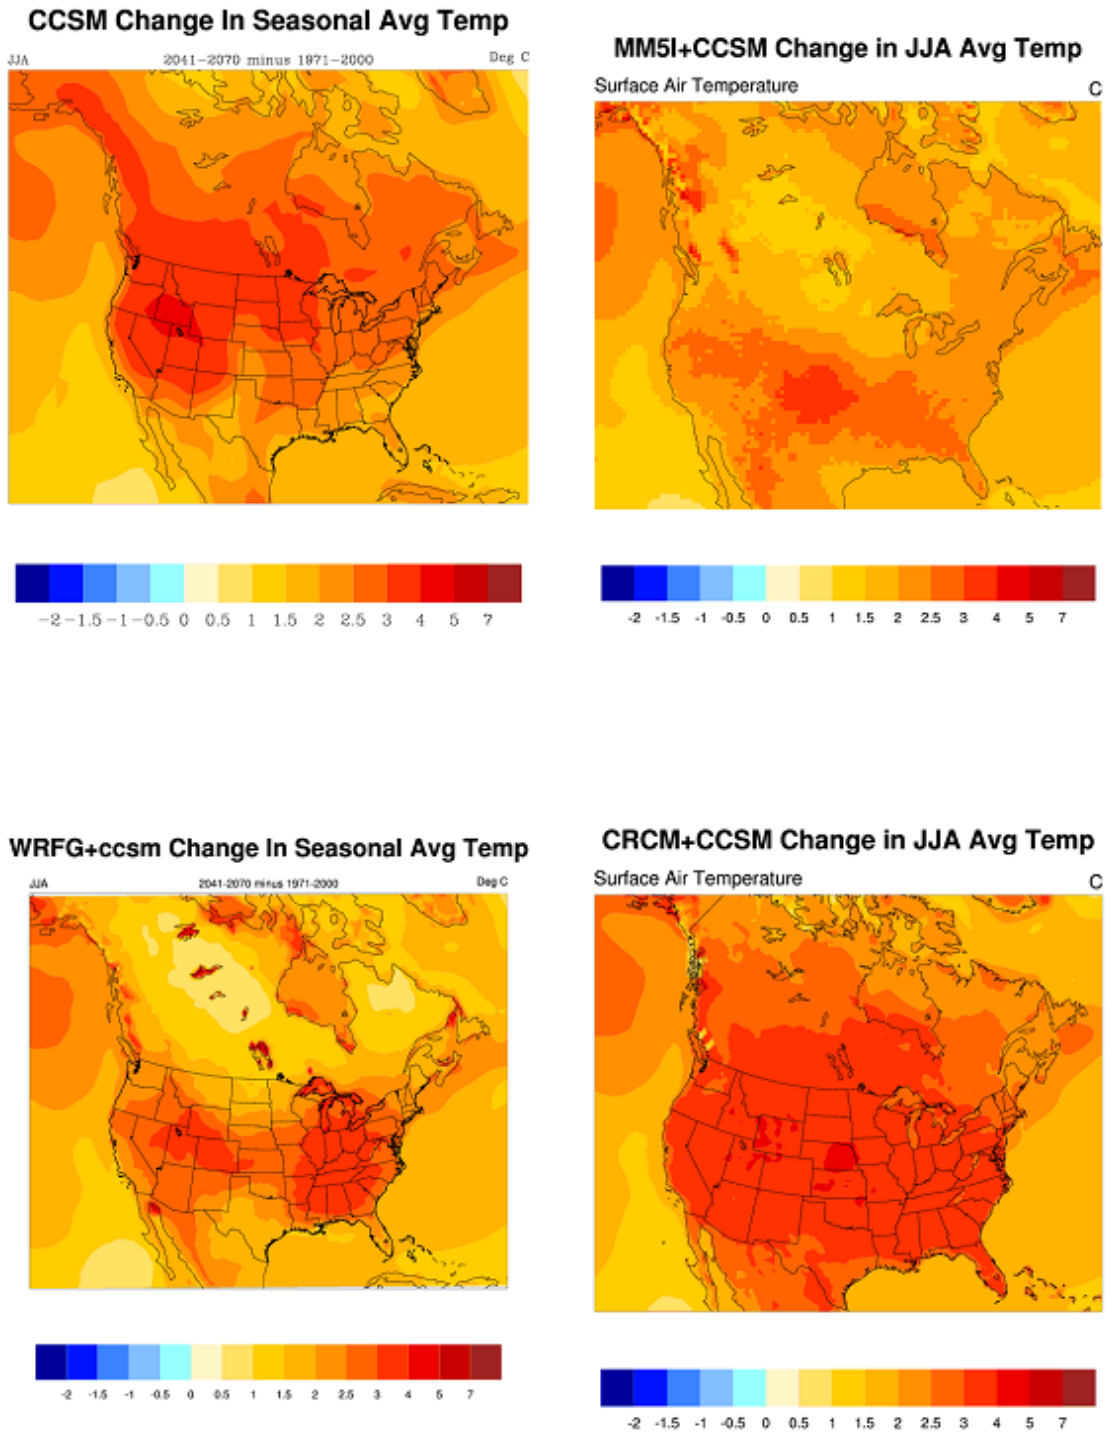 CCSM Change In Seasonal Avg Temp
JJA 2041-2070 minus 1971-2000 Deg C
-2 -1.5 -1 -0.5 0 0.5 1 1.5 2 2.5 3 4 5 7
MM5I+CCSM Change in JJA Avg Temp
Surface Air Temperature C
-2 -1.5 -1 -0.5 0 0.5 1 1.5 2 2.5 3 4 5 7
WRFG+ccsm Change In Seasonal Avg Temp
JJA 2041-2070 minus 1971-2000 Deg C
-2 -1.5 -1 -0.5 0 0.5 1 1.5 2 2.5 3 4 5 7
CRCM+CCSM Change in JJA Avg Temp
Surface Air Temperature C
-2 -1.5 -1 -0.5 0 0.5 1 1.5 2 2.5 3 4 5 7